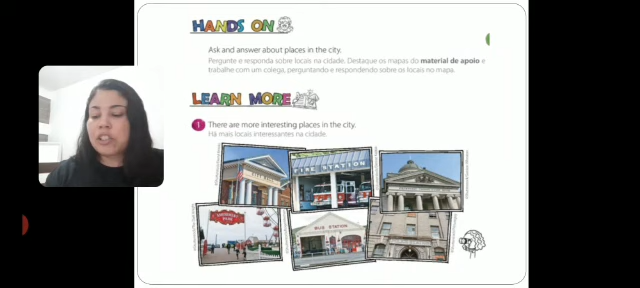 HANDS ON
Ask and answer about places in the city.
Pergunte e responda sobre locais na cidade. Destaque os mapas do material de apoio e
trabalhe com um colega, perguntando e respondendo sobre os locais no mapa.
LEARN MORE
1 There are more interesting places in the city.
Há mais locais interessantes na cidade.
FIRE STATION
AMUSEMENT
PARK
BUS STATION